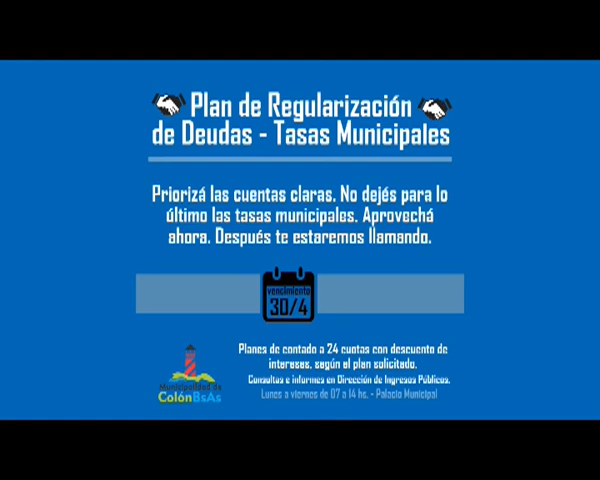 Plan de Regularización
de Deudas - Tasas Municipales
Priorizá las cuentas claras. No dejés para lo
último las tasas municipales. Aprovechá
ahora. Después te estaremos llamando.
vencimiento
30/4
Planes de contado a 24 cuotas con descuento de
intereses, según el plan solicitado.
Consultas e informes en Dirección de Ingresos Públicos.
Lunes a viernes de 07 a 14 hs. - Palacio Municipal
Municipalidad de
ColónBsAs